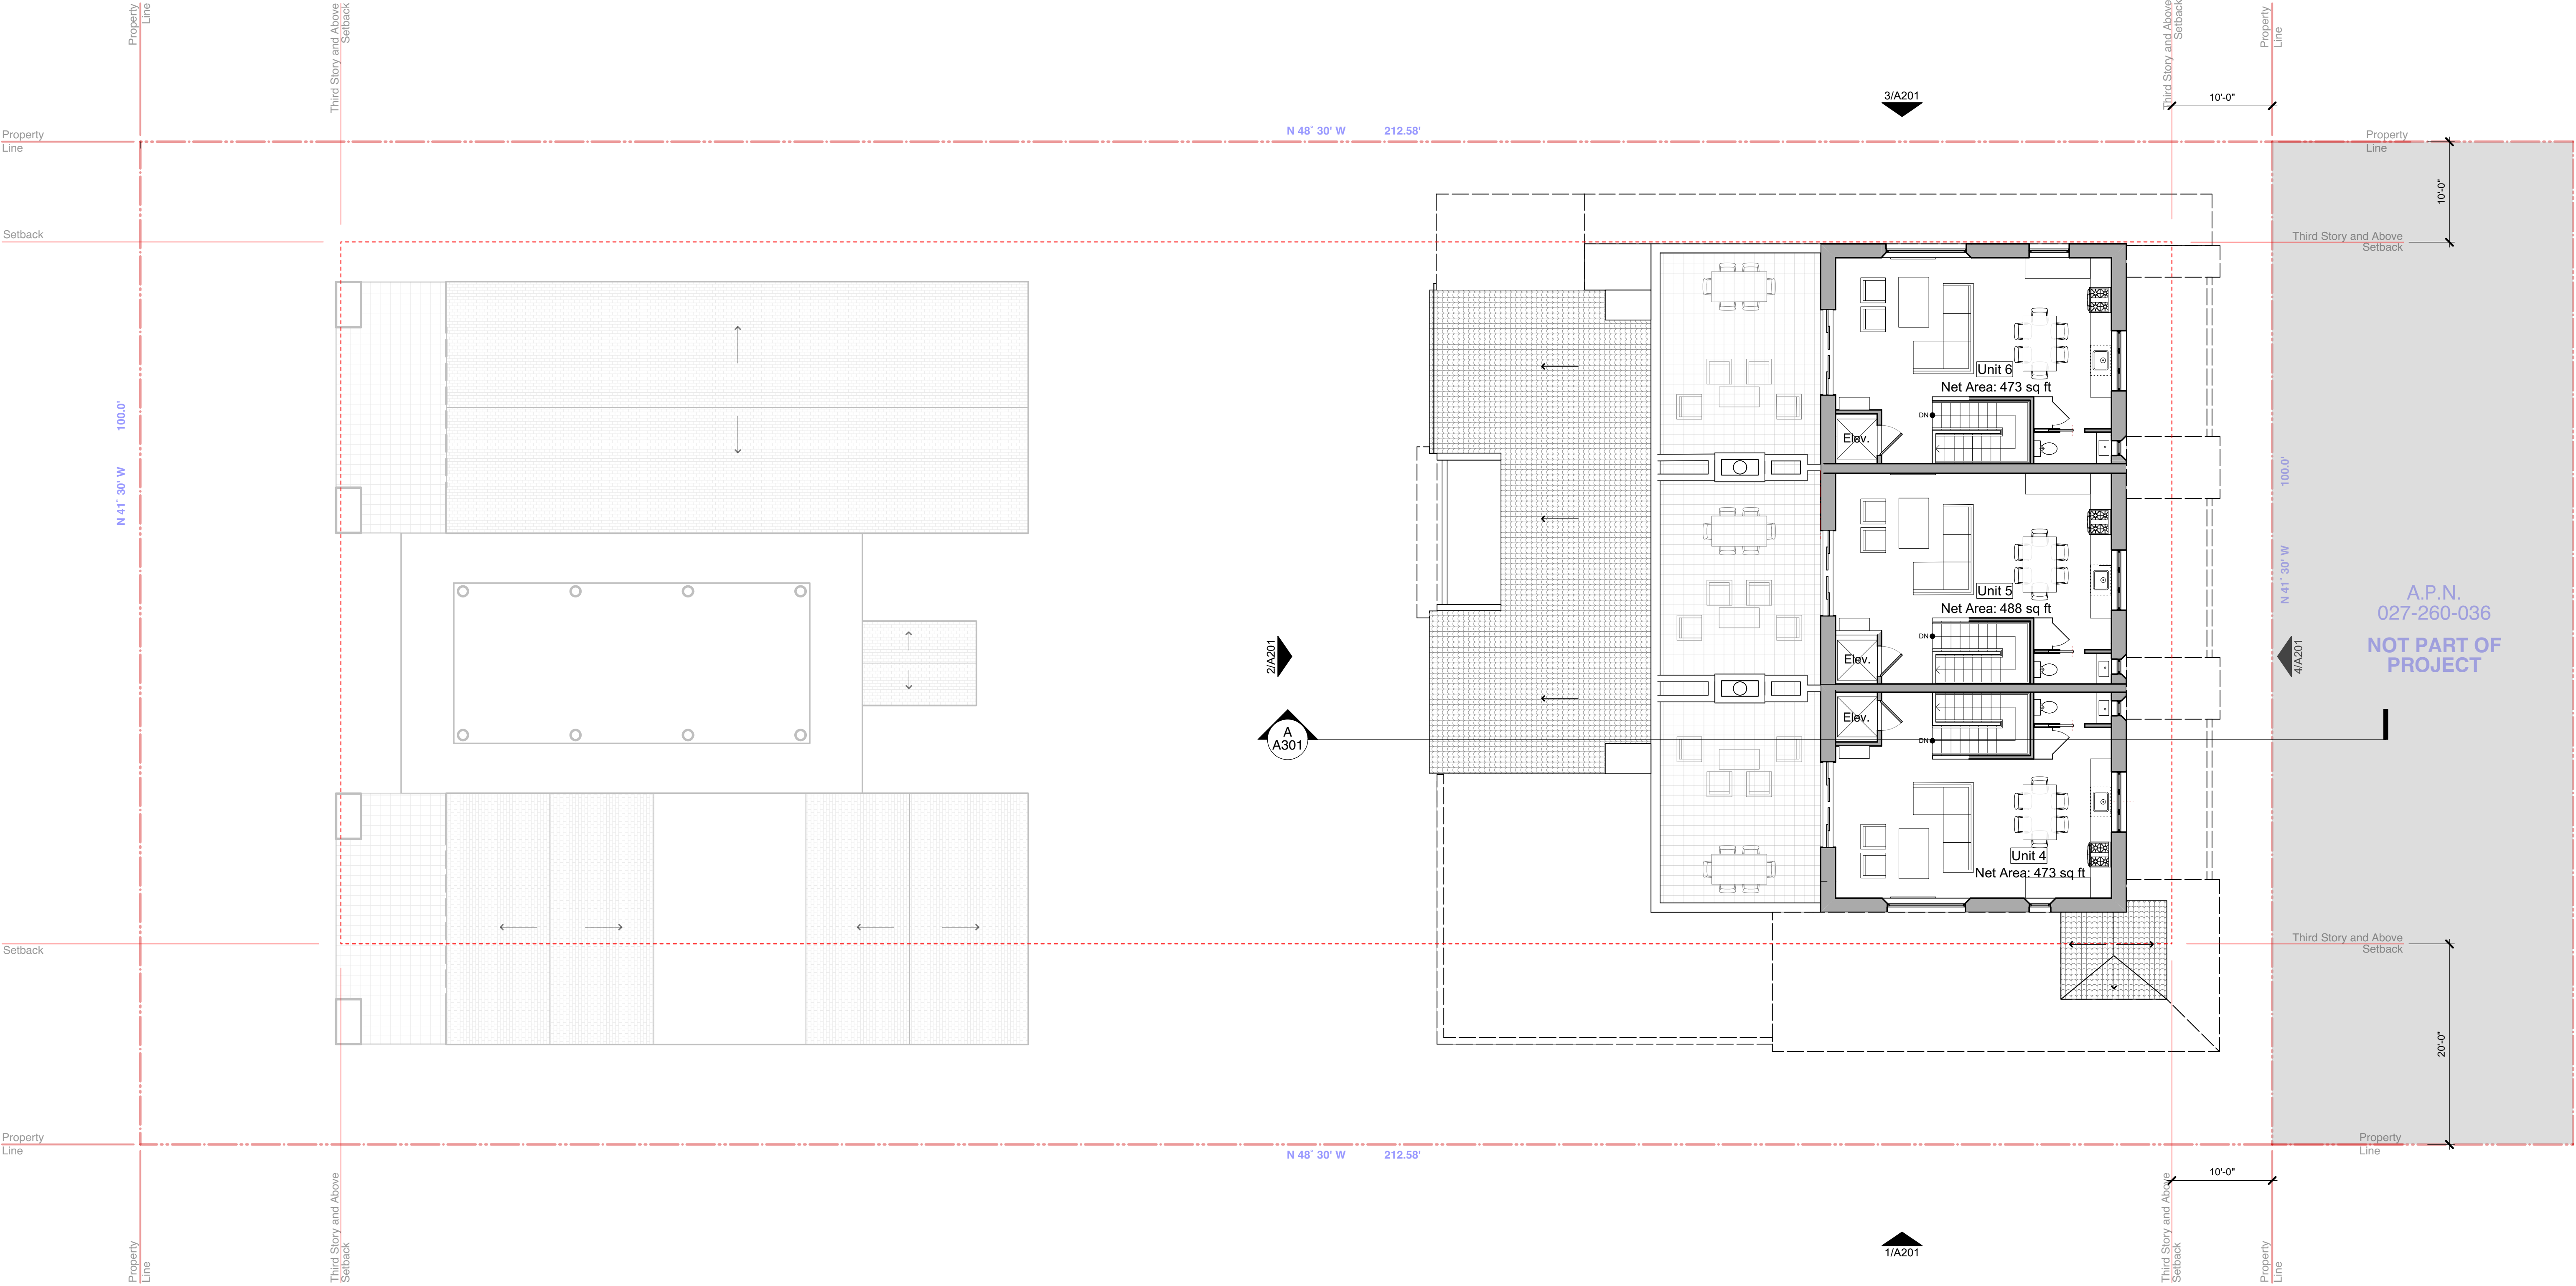 Property
Line
Third Story and Above
Setback
Third Story and Above
Setback
Property
Line
3/A201
10'-0"
Property
Line
N 48° 30' W 212.58'
Property
Line
10'-0"
Setback
Third Story and Above
Setback
Unit 6
Net Area: 473 sq ft
DN
Elev.
N 41° 30' W 100.0'
N 41° 30' W 100.0'
Unit 5
Net Area: 488 sq ft
DN
Elev.
A.P.N.
027-260-036
NOT PART OF
PROJECT
2/A201
4/A201
Elev.
DN
A
A301
Unit 4
Net Area: 473 sq ft
Setback
Third Story and Above
Setback
20'-0"
Property
Line
N 48° 30' W 212.58'
Property
Line
10'-0"
Property
Line
Third Story and Above
Setback
1/A201
Third Story and Above
Setback
Property
Line